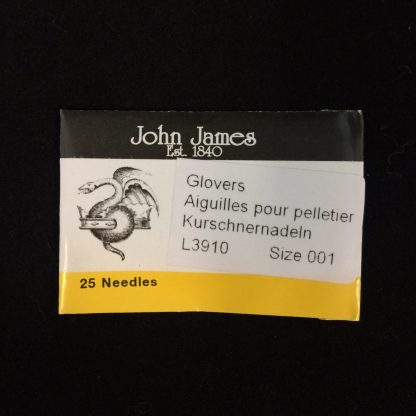 John James
Est. 1840
Glovers
Aiguilles pour pelletier
Kurschnernadeln
L3910 Size 001
25 Needles